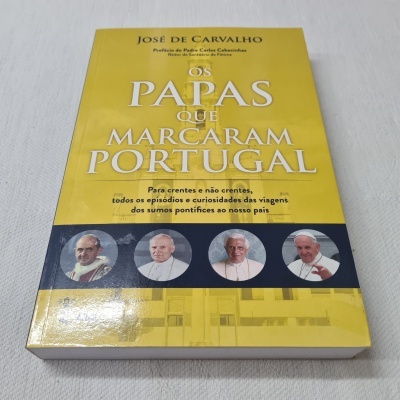 JOSÉ DE CARVALHO
Prefácio do Padre Carlos Cabecinhas
Reitor do Santuário de Fátima
OS
PAPAS
QUE
MARCARAM
PORTUGAL
Para crentes e não crentes,
todos os episódios e curiosidades das viagens
dos sumos pontífices ao nosso país